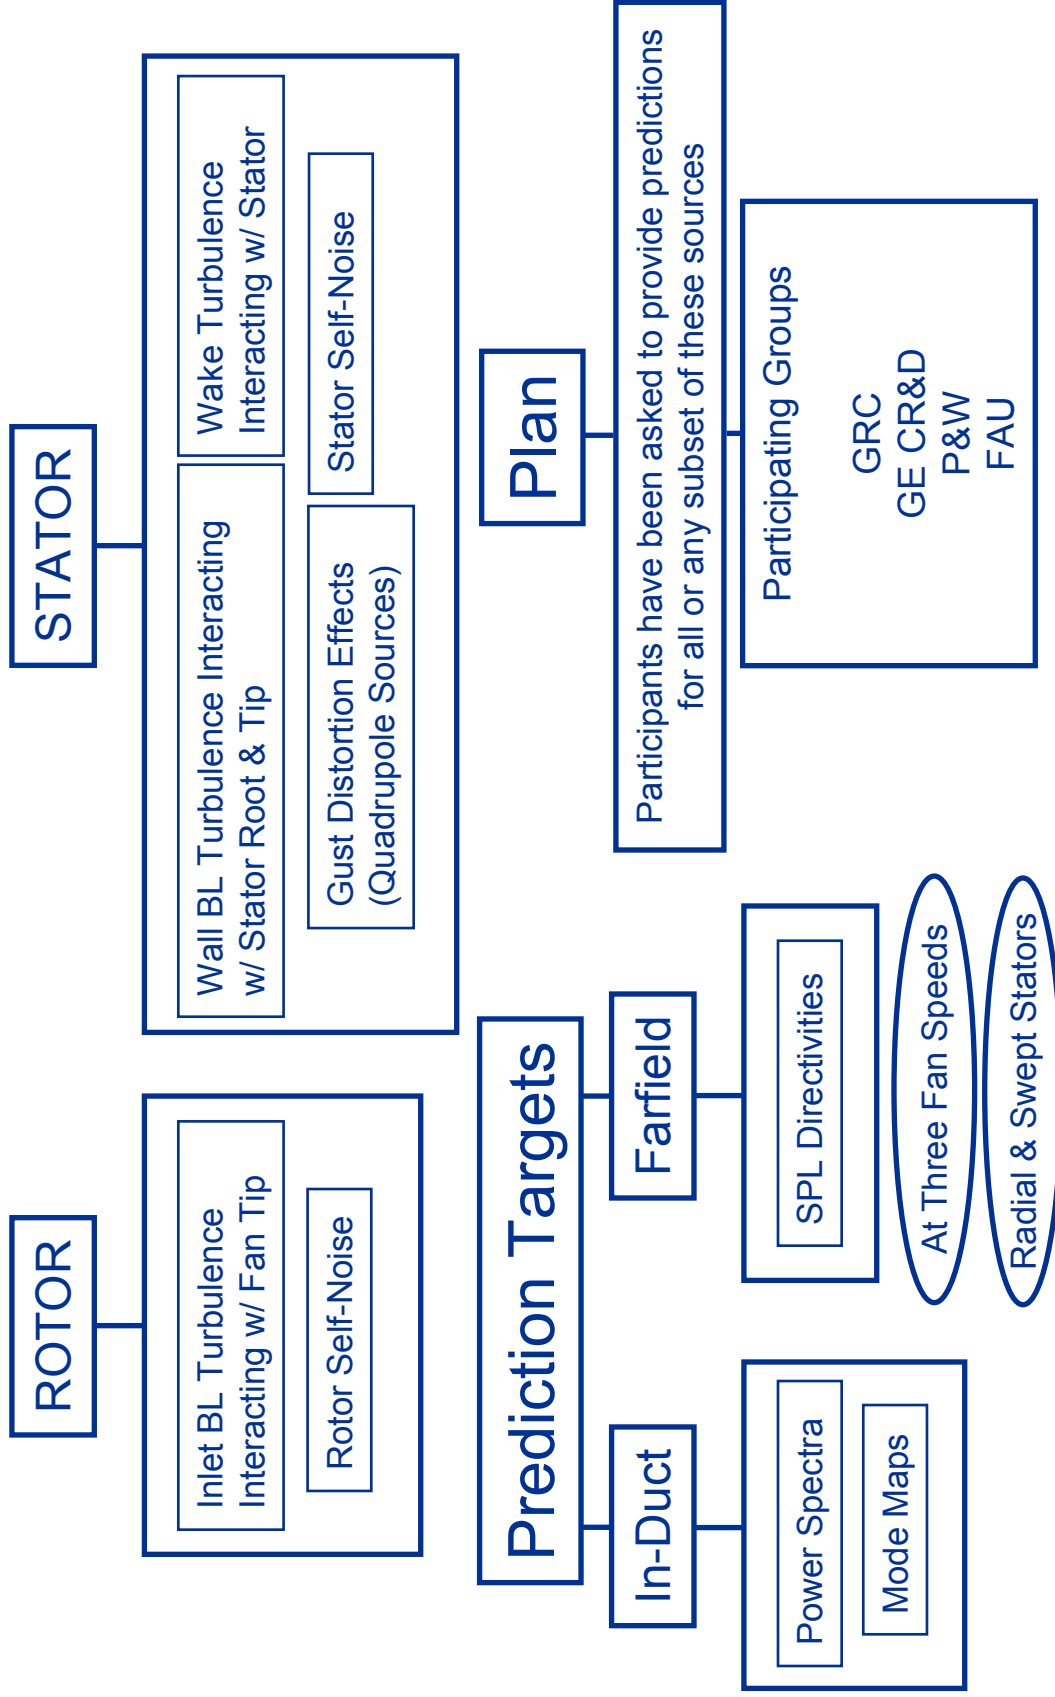 ROTOR
Inlet BL Turbulence
Interacting w/ Fan Tip
Rotor Self-Noise
STATOR
Wall BL Turbulence Interacting
w/ Stator Root & Tip
Wake Turbulence
Interacting w/ Stator
Gust Distortion Effects
(Quadrupole Sources)
Stator Self-Noise
Prediction Targets
In-Duct
Power Spectra
Mode Maps
Farfield
SPL Directivities
At Three Fan Speeds
Radial & Swept Stators
Plan
Participants have been asked to provide predictions
for all or any subset of these sources
Participating Groups
GRC
GE CR&D
P&W
FAU